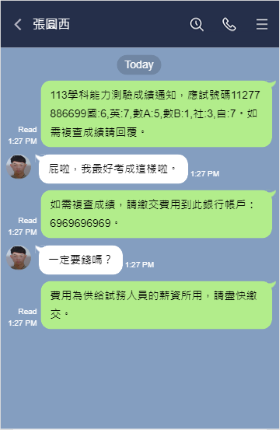 張圓西
Today
113學科能力測驗成績通知，應試號碼11277
886699國:6,英:7,數A:5,數B:1,社:3,自:7。如
需複查成績請回覆。
Read
1:27 PM
屁啦，我最好考成這樣啦。
1:27 PM
如需複查成績，請繳交費用到此銀行帳戶：
6969696969。
Read
1:27 PM
一定要錢嗎？
1:27 PM
費用為供給試務人員的薪資所用，請盡快繳
交。
Read
1:27 PM